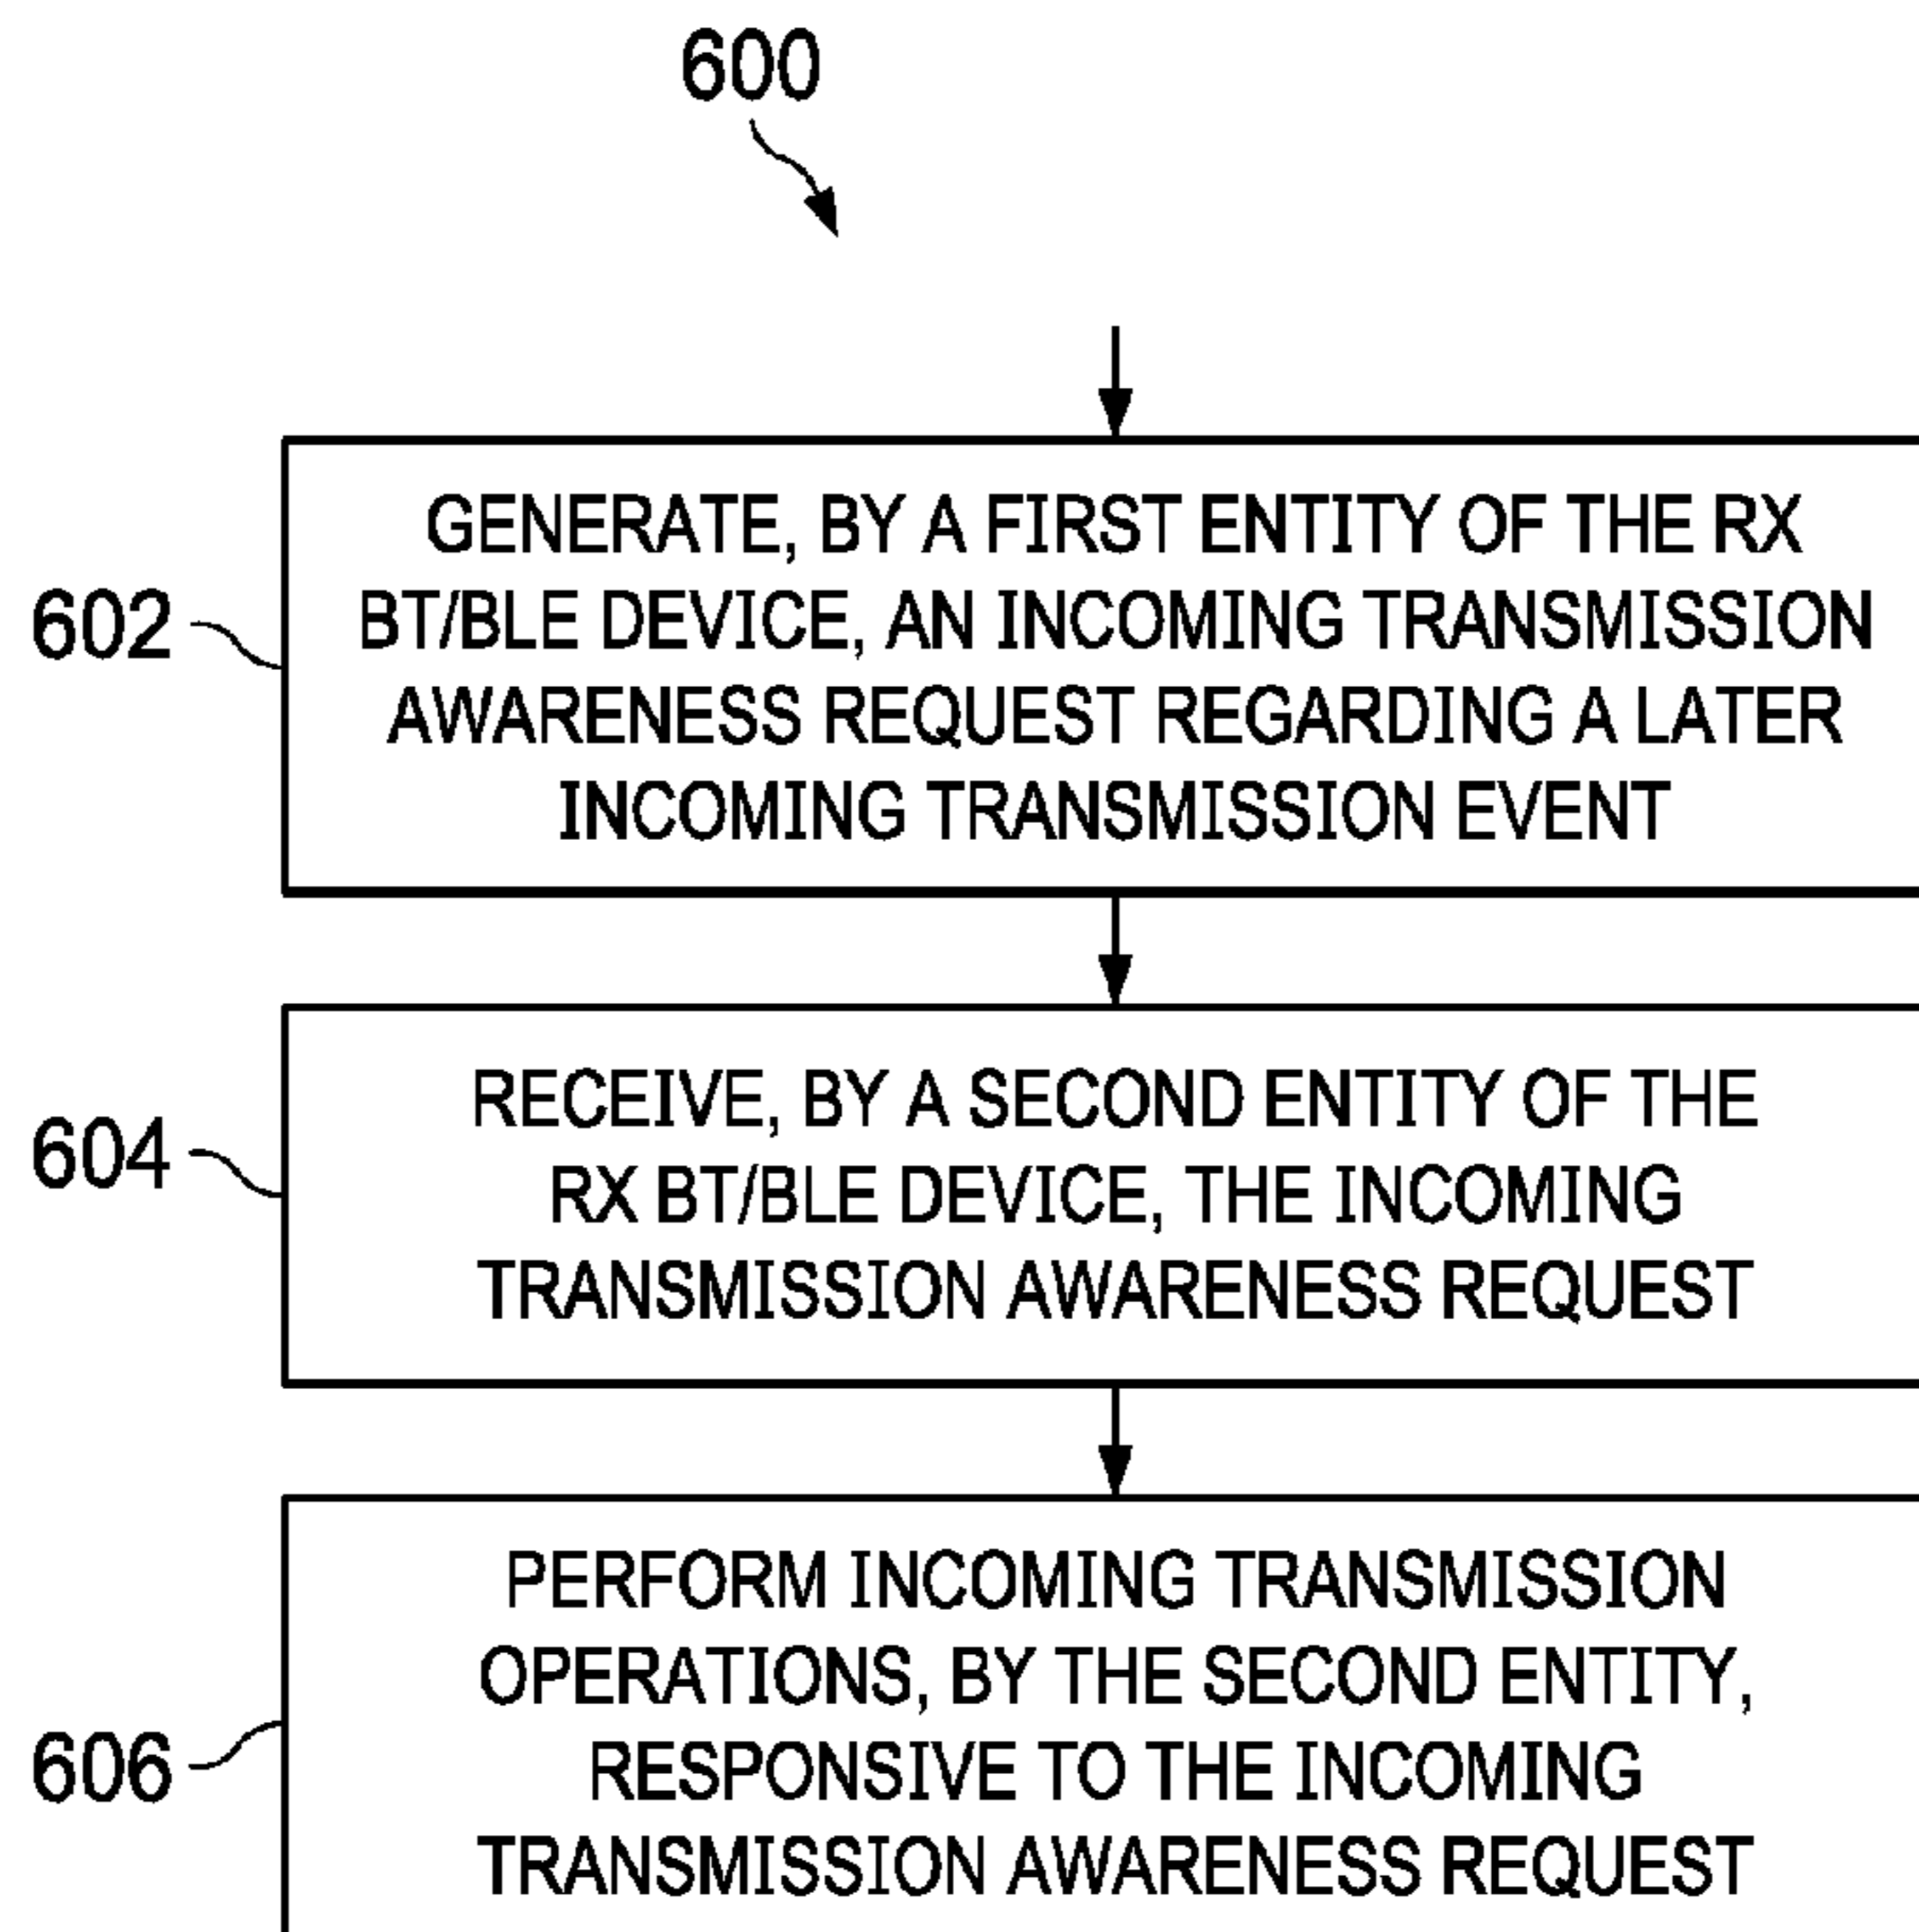 600
602
GENERATE, BY A FIRST ENTITY OF THE RX
BT/BLE DEVICE, AN INCOMING TRANSMISSION
AWARENESS REQUEST REGARDING A LATER
INCOMING TRANSMISSION EVENT
604
RECEIVE, BY A SECOND ENTITY OF THE
RX BT/BLE DEVICE, THE INCOMING
TRANSMISSION AWARENESS REQUEST
606
PERFORM INCOMING TRANSMISSION
OPERATIONS, BY THE SECOND ENTITY,
RESPONSIVE TO THE INCOMING
TRANSMISSION AWARENESS REQUEST